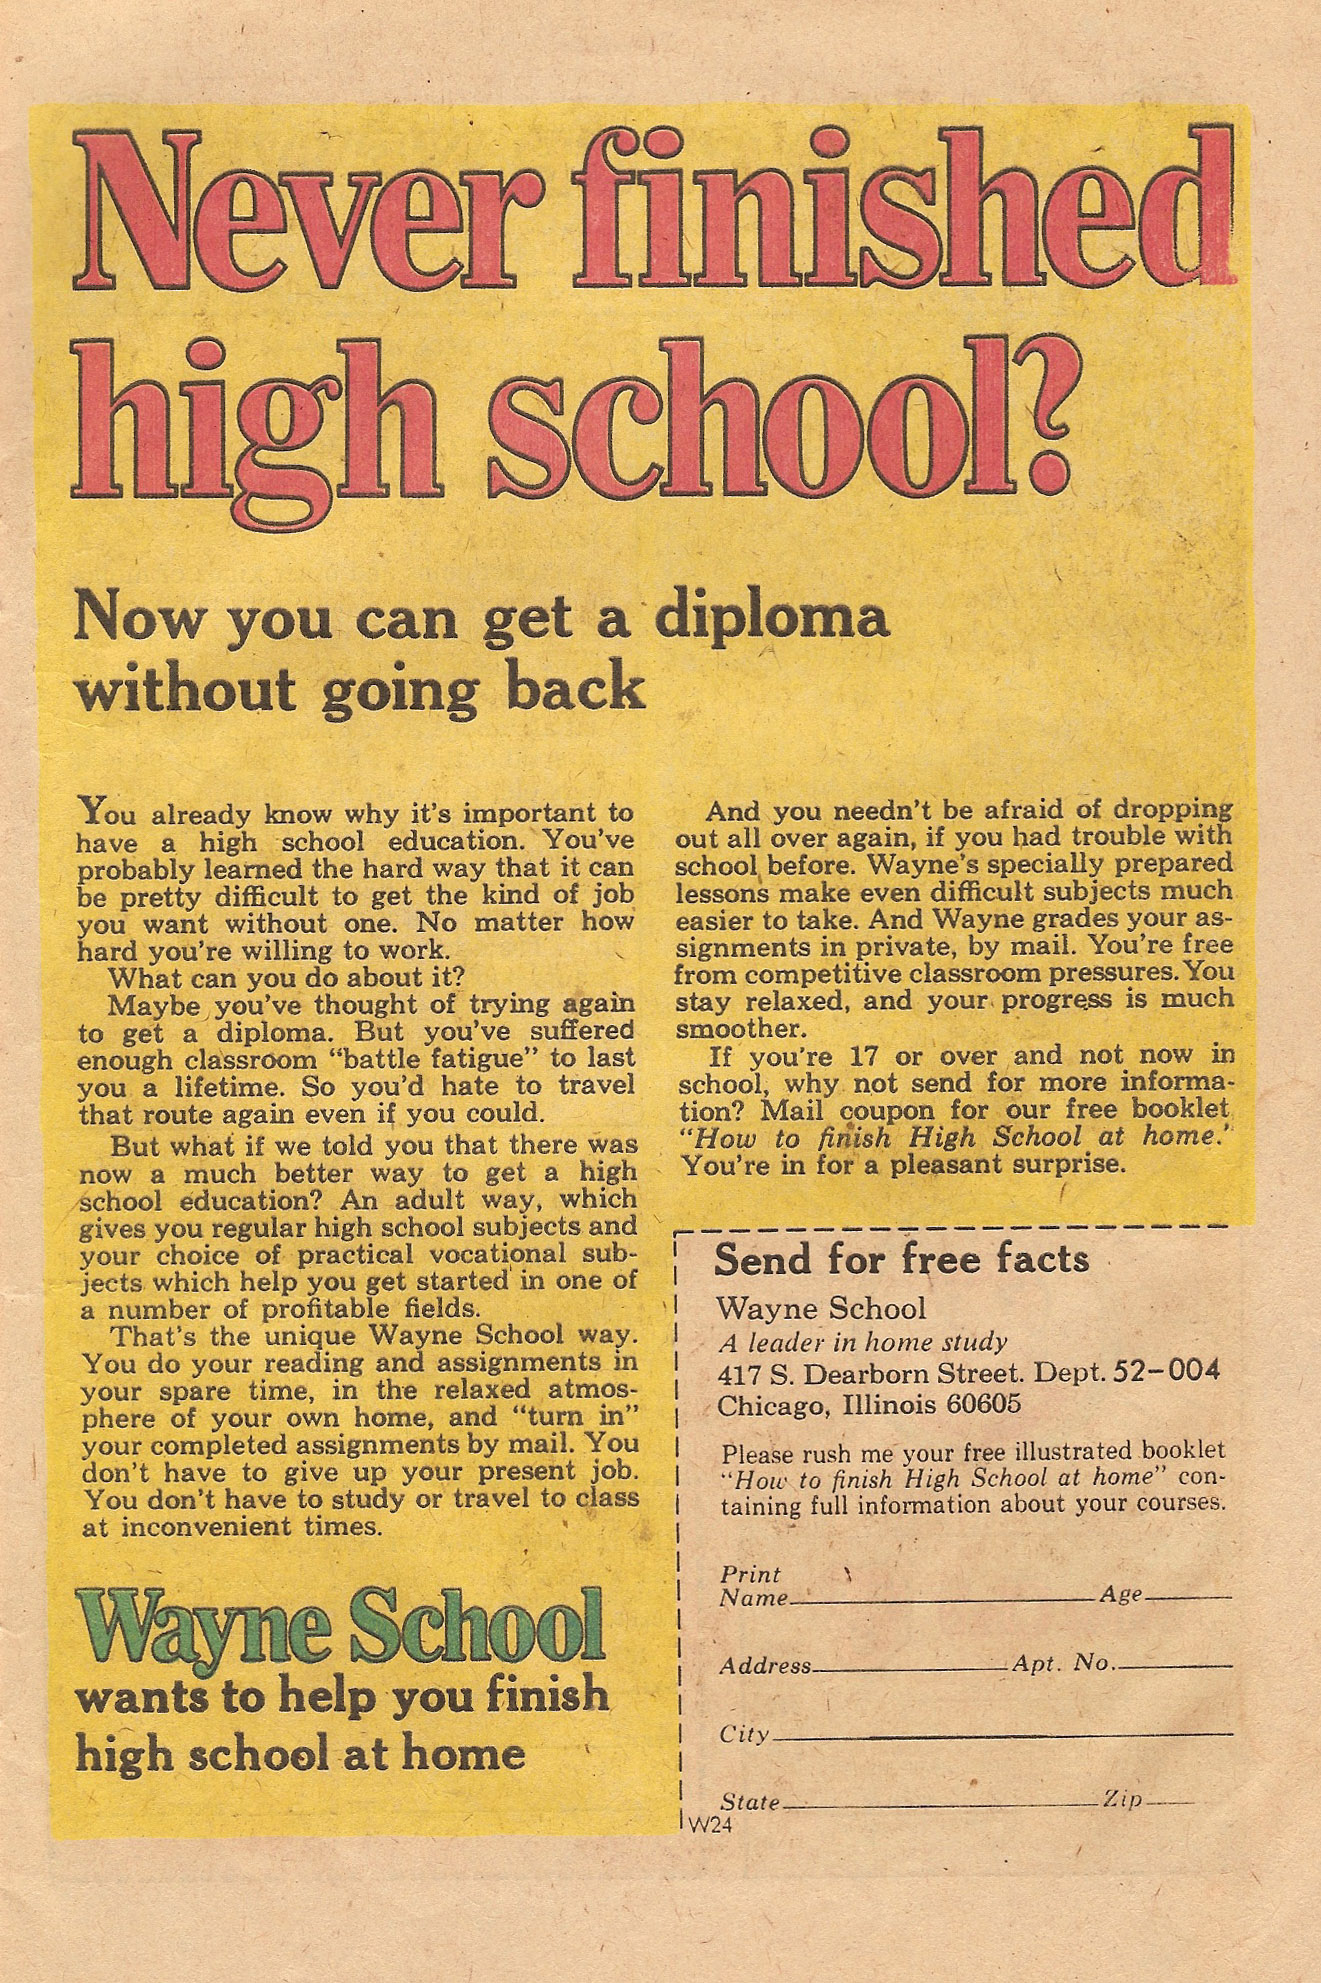 Never finished
high school?
Now you can get a diploma
without going back
You already know why it's important to
have a high school education. You've
probably learned the hard way that it can
be pretty difficult to get the kind of job
you want without one. No matter how
hard you're willing to work.
What can you do about it?
Maybe you've thought of trying again
to get a diploma. But you've suffered
enough classroom "battle fatigue" to last
you a lifetime. So you'd hate to travel
that route again even if you could.
But what if we told you that there was
now a much better way to get a high
school education? An adult way, which
gives you regular high school subjects and
your choice of practical vocational sub-
jects which help you get started in one of
a number of profitable fields.
That's the unique Wayne School way.
You do your reading and assignments in
your spare time, in the relaxed atmos-
phere of your own home, and "turn in"
your completed assignments by mail. You
don't have to give up your present job.
You don't have to study or travel to class
at inconvenient times.
Wayne School
wants to help you finish
high school at home
And you needn't be afraid of dropping
out all over again, if you had trouble with
school before. Wayne's specially prepared
lessons make even difficult subjects much
easier to take. And Wayne grades your as-
signments in private, by mail. You're free
from competitive classroom pressures. You
stay relaxed, and your progress is much
smoother.
If you're 17 or over and not now in
school, why not send for more informa-
tion? Mail coupon for our free booklet
"How to finish High School at home.'
You're in for a pleasant surprise.
Send for free facts
Wayne School
A leader in home study
417 S. Dearborn Street. Dept. 52-004
Chicago, Illinois 60605
Please rush me your free illustrated booklet
"How to finish High School at home" con-
taining full information about your courses.
Print
Name Age
Address Apt. No.
City
State Zip
W24